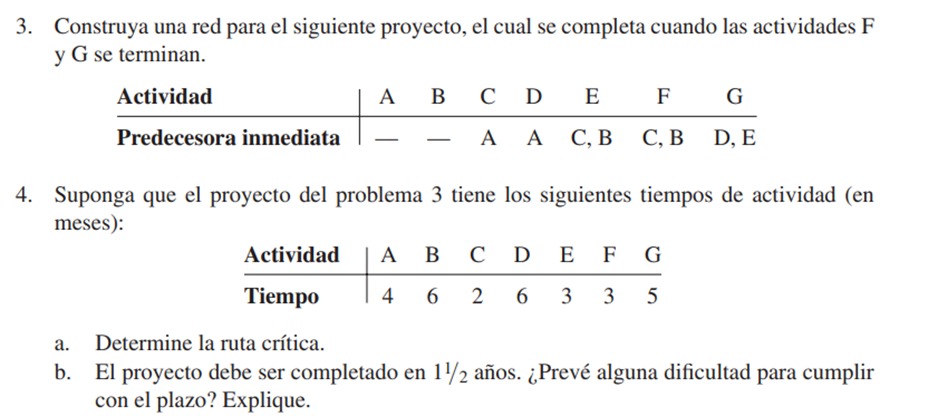 3. Construya una red para el siguiente proyecto, el cual se completa cuando las actividades F
y G se terminan.
Actividad A B C D E F G
Predecesora inmediata — — A A C, B C, B D, E
4. Suponga que el proyecto del problema 3 tiene los siguientes tiempos de actividad (en
meses):
Actividad A B C D E F G
Tiempo 4 6 2 6 3 3 5
a. Determine la ruta crítica.
b. El proyecto debe ser completado en 1 1/2 años. ¿Prevé alguna dificultad para cumplir
con el plazo? Explique.